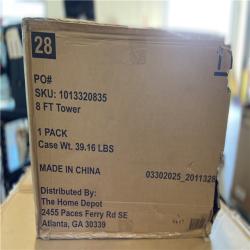 28
PO#
SKU: 1013320835
8 FT Tower
1 PACK
Case Wt. 39.16 LBS
MADE IN CHINA
03302025_2011328
Distributed By:
The Home Depot
2455 Paces Ferry Rd SE
Atlanta, GA 30339